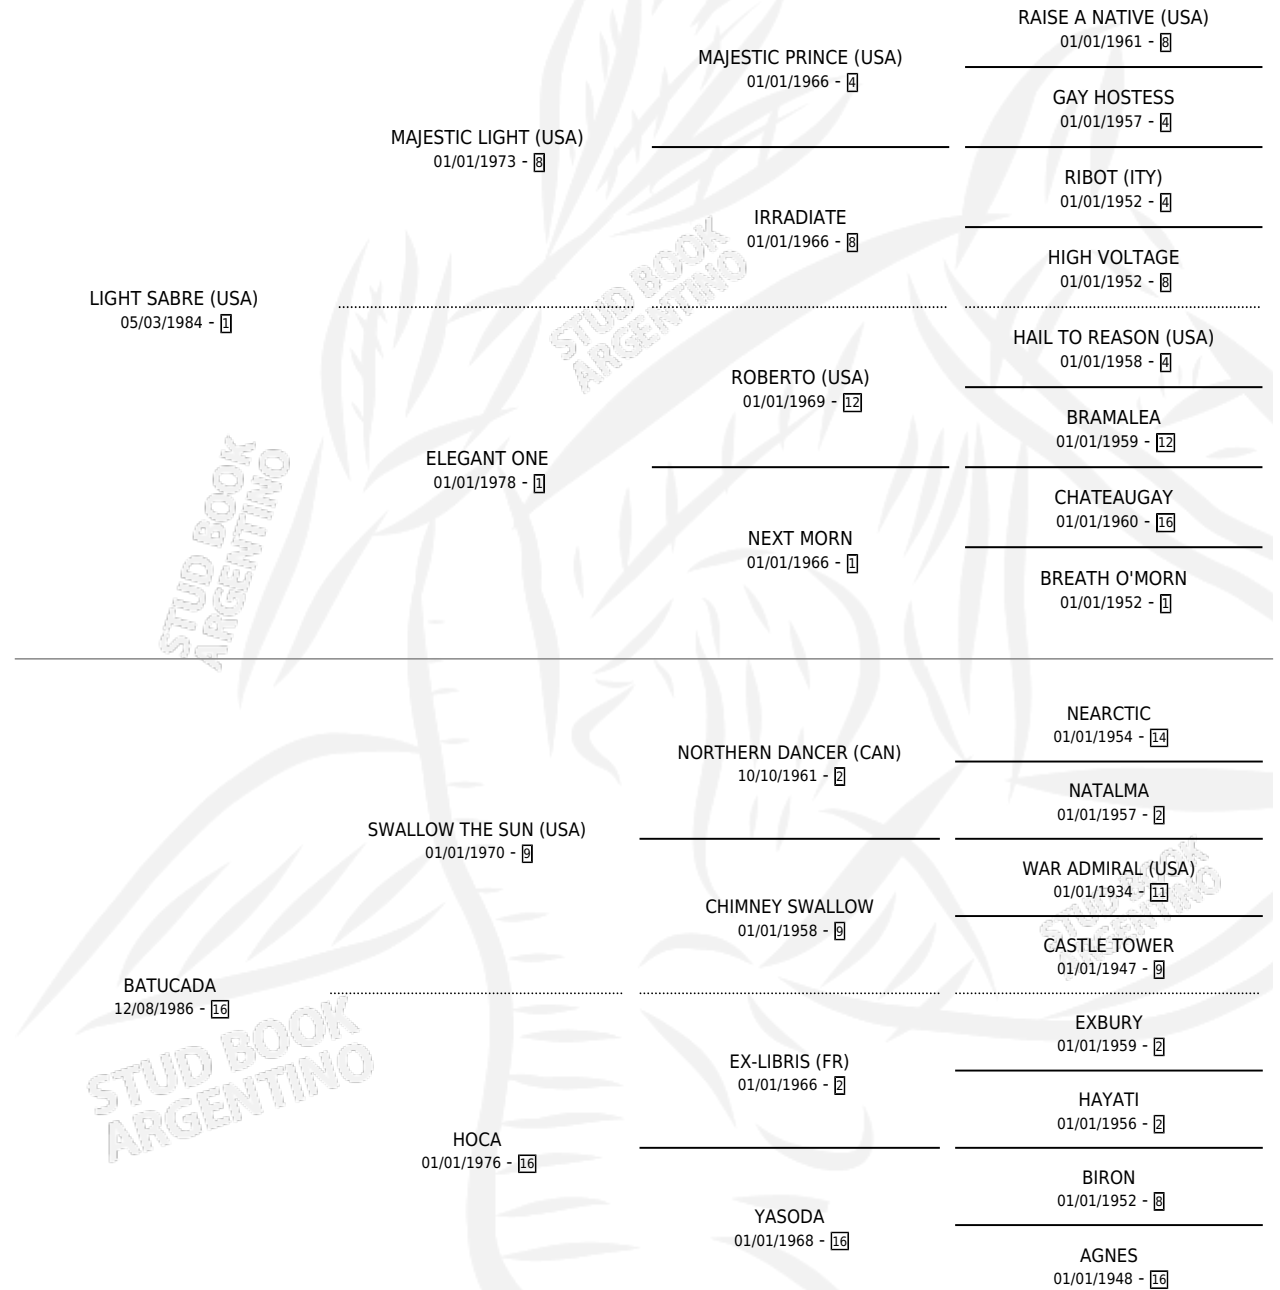 RAISE A NATIVE (USA)
01/01/1961 - 8
MAJESTIC PRINCE (USA)
01/01/1966 - 4
GAY HOSTESS
01/01/1957 - 4
MAJESTIC LIGHT (USA)
01/01/1973 - 8
RIBOT (ITY)
01/01/1952 - 4
IRRADIATE
01/01/1966 - 8
HIGH VOLTAGE
01/01/1952 - 8
LIGHT SABRE (USA)
05/03/1984 - 1
HAIL TO REASON (USA)
01/01/1958 - 4
ROBERTO (USA)
01/01/1969 - 12
BRAMALEA
01/01/1959 - 12
ELEGANT ONE
01/01/1978 - 1
CHATEAUGAY
01/01/1960 - 16
NEXT MORN
01/01/1966 - 1
BREATH O'MORN
01/01/1952 - 1
NEARCTIC
01/01/1954 - 14
NORTHERN DANCER (CAN)
10/10/1961 - 2
NATALMA
01/01/1957 - 2
SWALLOW THE SUN (USA)
01/01/1970 - 9
WAR ADMIRAL (USA)
01/01/1934 - 11
CHIMNEY SWALLOW
01/01/1958 - 9
CASTLE TOWER
01/01/1947 - 9
BATUCADA
12/08/1986 - 16
EXBURY
01/01/1959 - 2
EX-LIBRIS (FR)
01/01/1966 - 2
HAYATI
01/01/1956 - 2
HOCA
01/01/1976 - 16
BIRON
01/01/1952 - 8
YASODA
01/01/1968 - 16
AGNES
01/01/1948 - 16
STUD BOOK
ARGENTINO
STUD BOOK
ARGENTINO
STUD BOOK
ARGENTINO
STUD BOOK
ARGENTINO